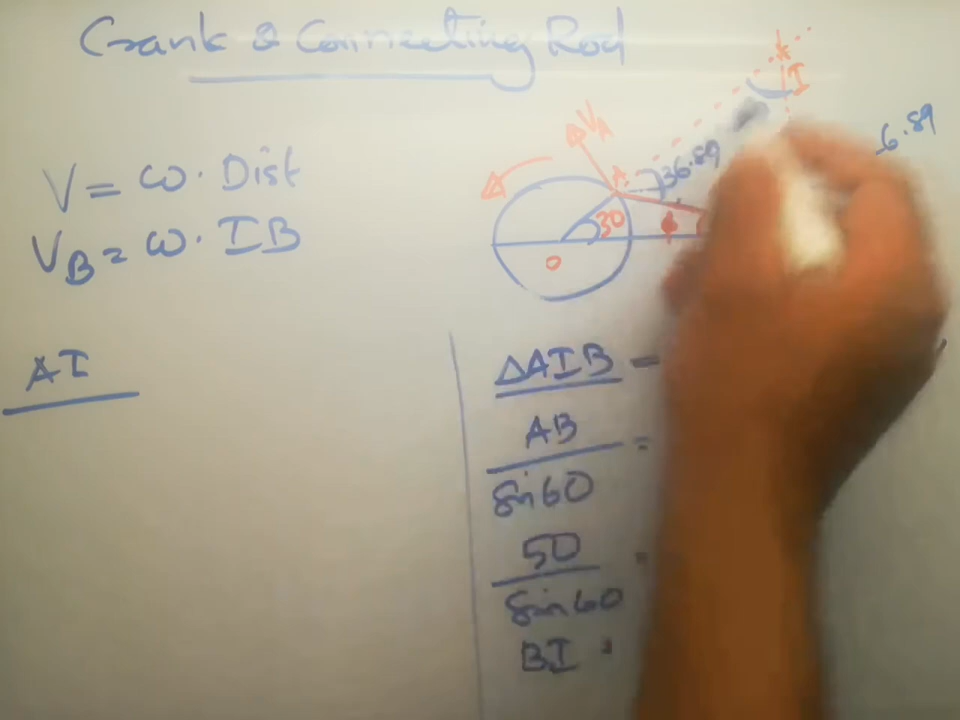 Crank & Connecting Rod
V = ω · Dist
V_B = ω · IB
AI
I
V_A
A
36.89
6.89
30
ϕ
O
ΔAIB =
AB
sin60
=
50
sin60
=
BI